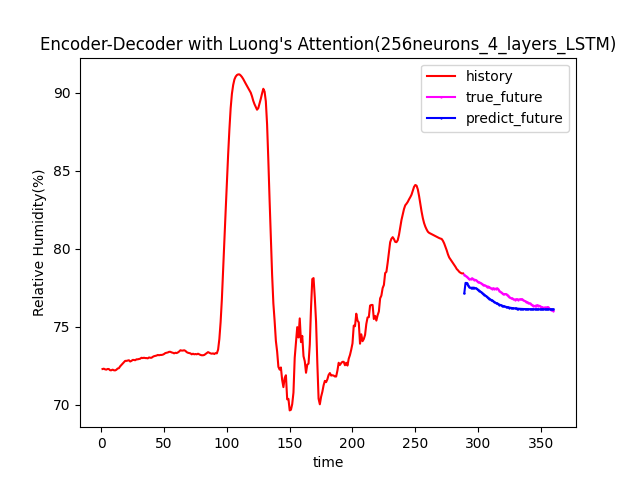 Encoder-Decoder with Luong's Attention(256neurons_4_layers_LSTM)
history
true_future
predict_future
Relative Humidity(%)
90
85
80
75
70
0
50
100
150
200
250
300
350
time